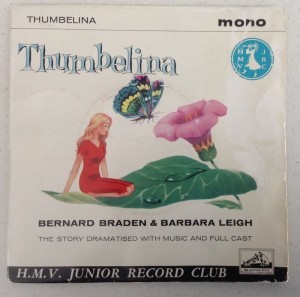 THUMBELINA
mono
Thumbelina
H M V
J R C
BERNARD BRADEN & BARBARA LEIGH
THE STORY DRAMATISED WITH MUSIC AND FULL CAST
H.M.V. JUNIOR RECORD CLUB